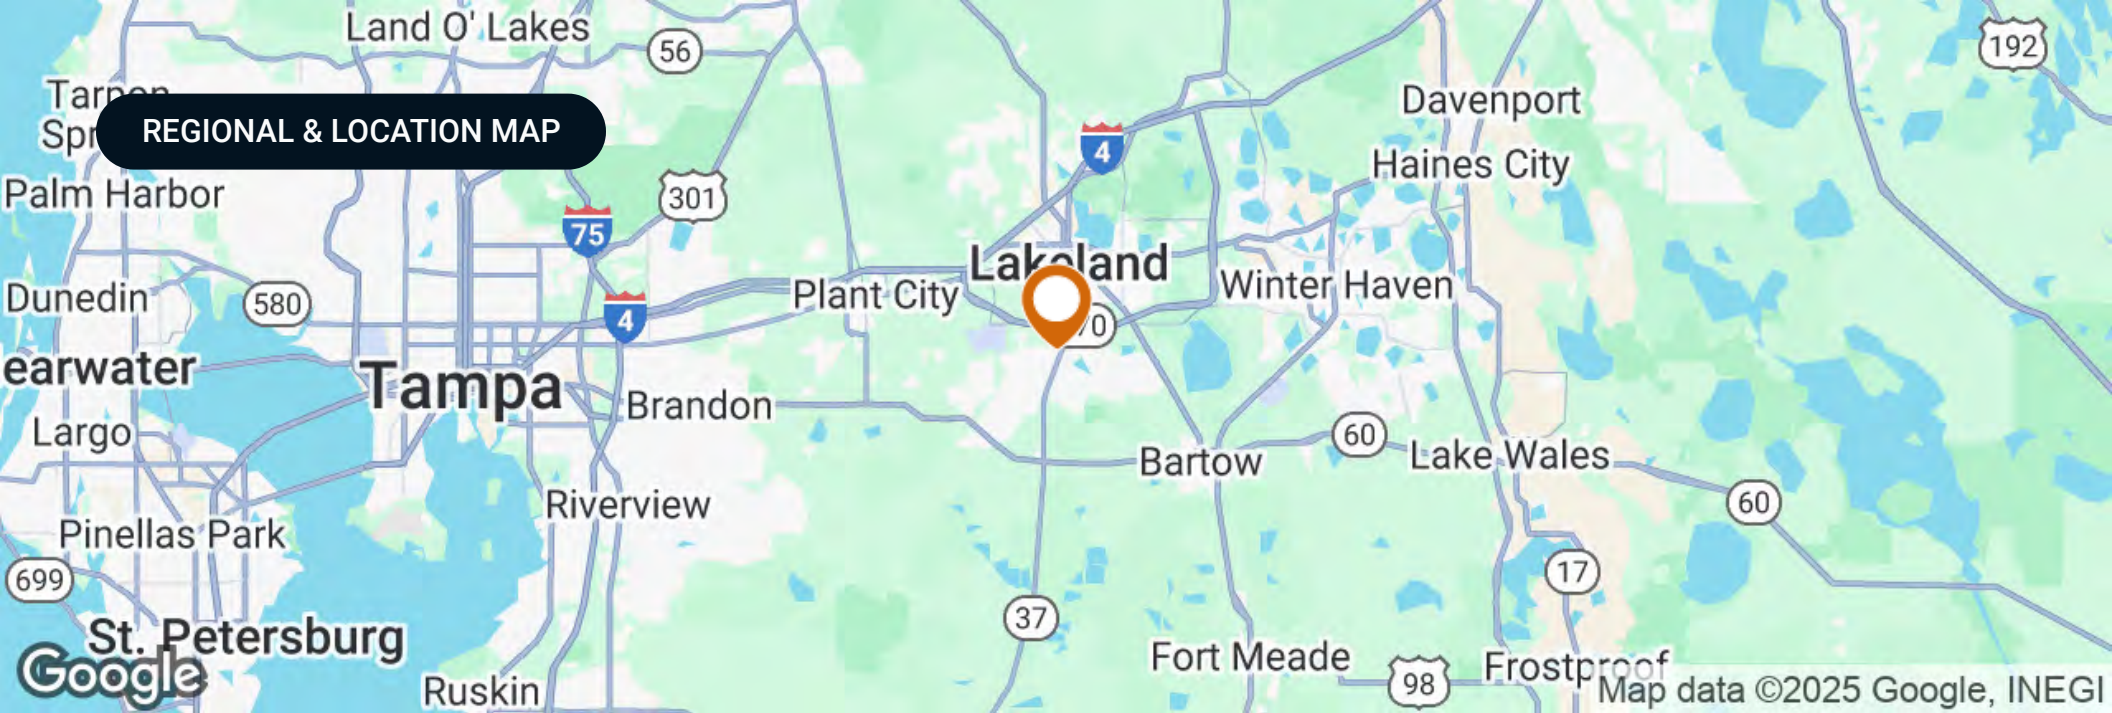 Land O' Lakes
56
192
Davenport
REGIONAL & LOCATION MAP
4
Haines City
Palm Harbor
301
75
Lakeland
Dunedin
580
4
Plant City
Winter Haven
70
earwater
Tampa
Brandon
Largo
60
Bartow
Lake Wales
Riverview
60
Pinellas Park
699
17
37
St. Petersburg
Google
Fort Meade
98
Frostproof
Ruskin
Map data ©2025 Google, INEGI